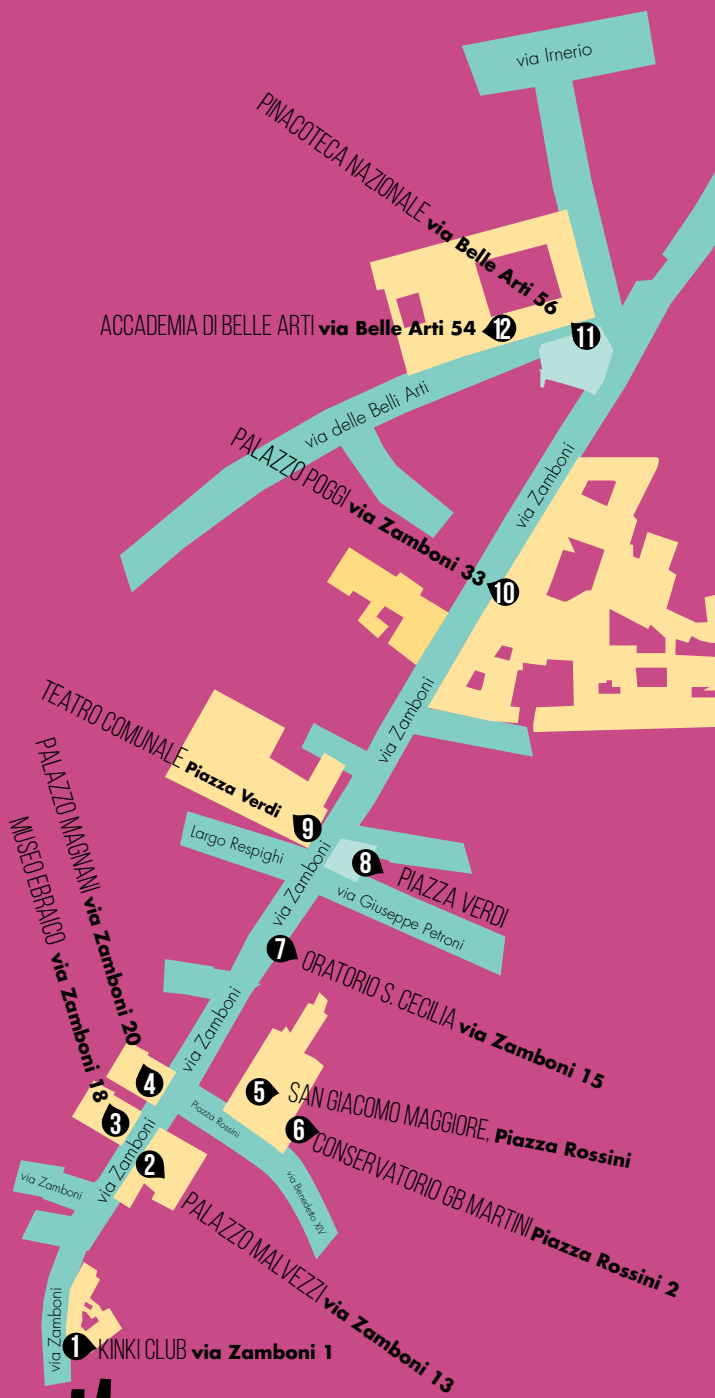 via Irnerio
PINACOTECA NAZIONALE via Belle Arti 56
ACCADEMIA DI BELLE ARTI via Belle Arti 54
12
11
via delle Belli Arti
via Zamboni
PALAZZO POGGI via Zamboni 33
10
via Zamboni
TEATRO COMUNALE Piazza Verdi
9
PALAZZO MAGNANI via Zamboni 20
MUSEO EBRAICO via Zamboni 18
Largo Respighi
via Zamboni
8
PIAZZA VERDI
via Giuseppe Petroni
7
ORATORIO S. CECILIA via Zamboni 15
via Zamboni
4
5
SAN GIACOMO MAGGIORE, Piazza Rossini
3
Piazza Rossini
6
CONSERVATORIO GB MARTINI Piazza Rossini 2
via Zamboni
2
via Zamboni
via Benedetto XIV
PALAZZO MALVEZZI via Zamboni 13
via Zamboni
1
KINKI CLUB via Zamboni 1